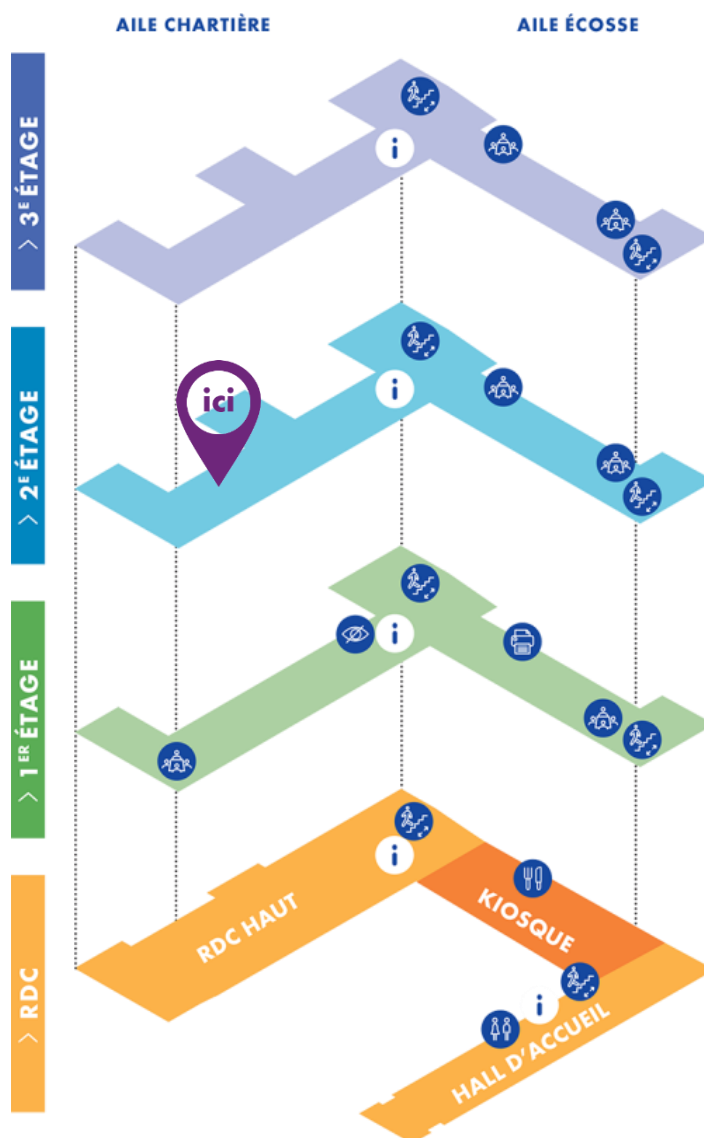 AILE CHARTIÈRE
AILE ÉCOSSE
> 3E ÉTAGE
i
> 2E ÉTAGE
ici
i
> 1ER ÉTAGE
i
> RDC
i
RDC HAUT
KIOSQUE
i
HALL D'ACCUEIL